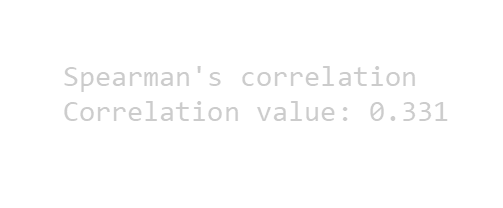 Spearman's correlation
Correlation value: 0.331